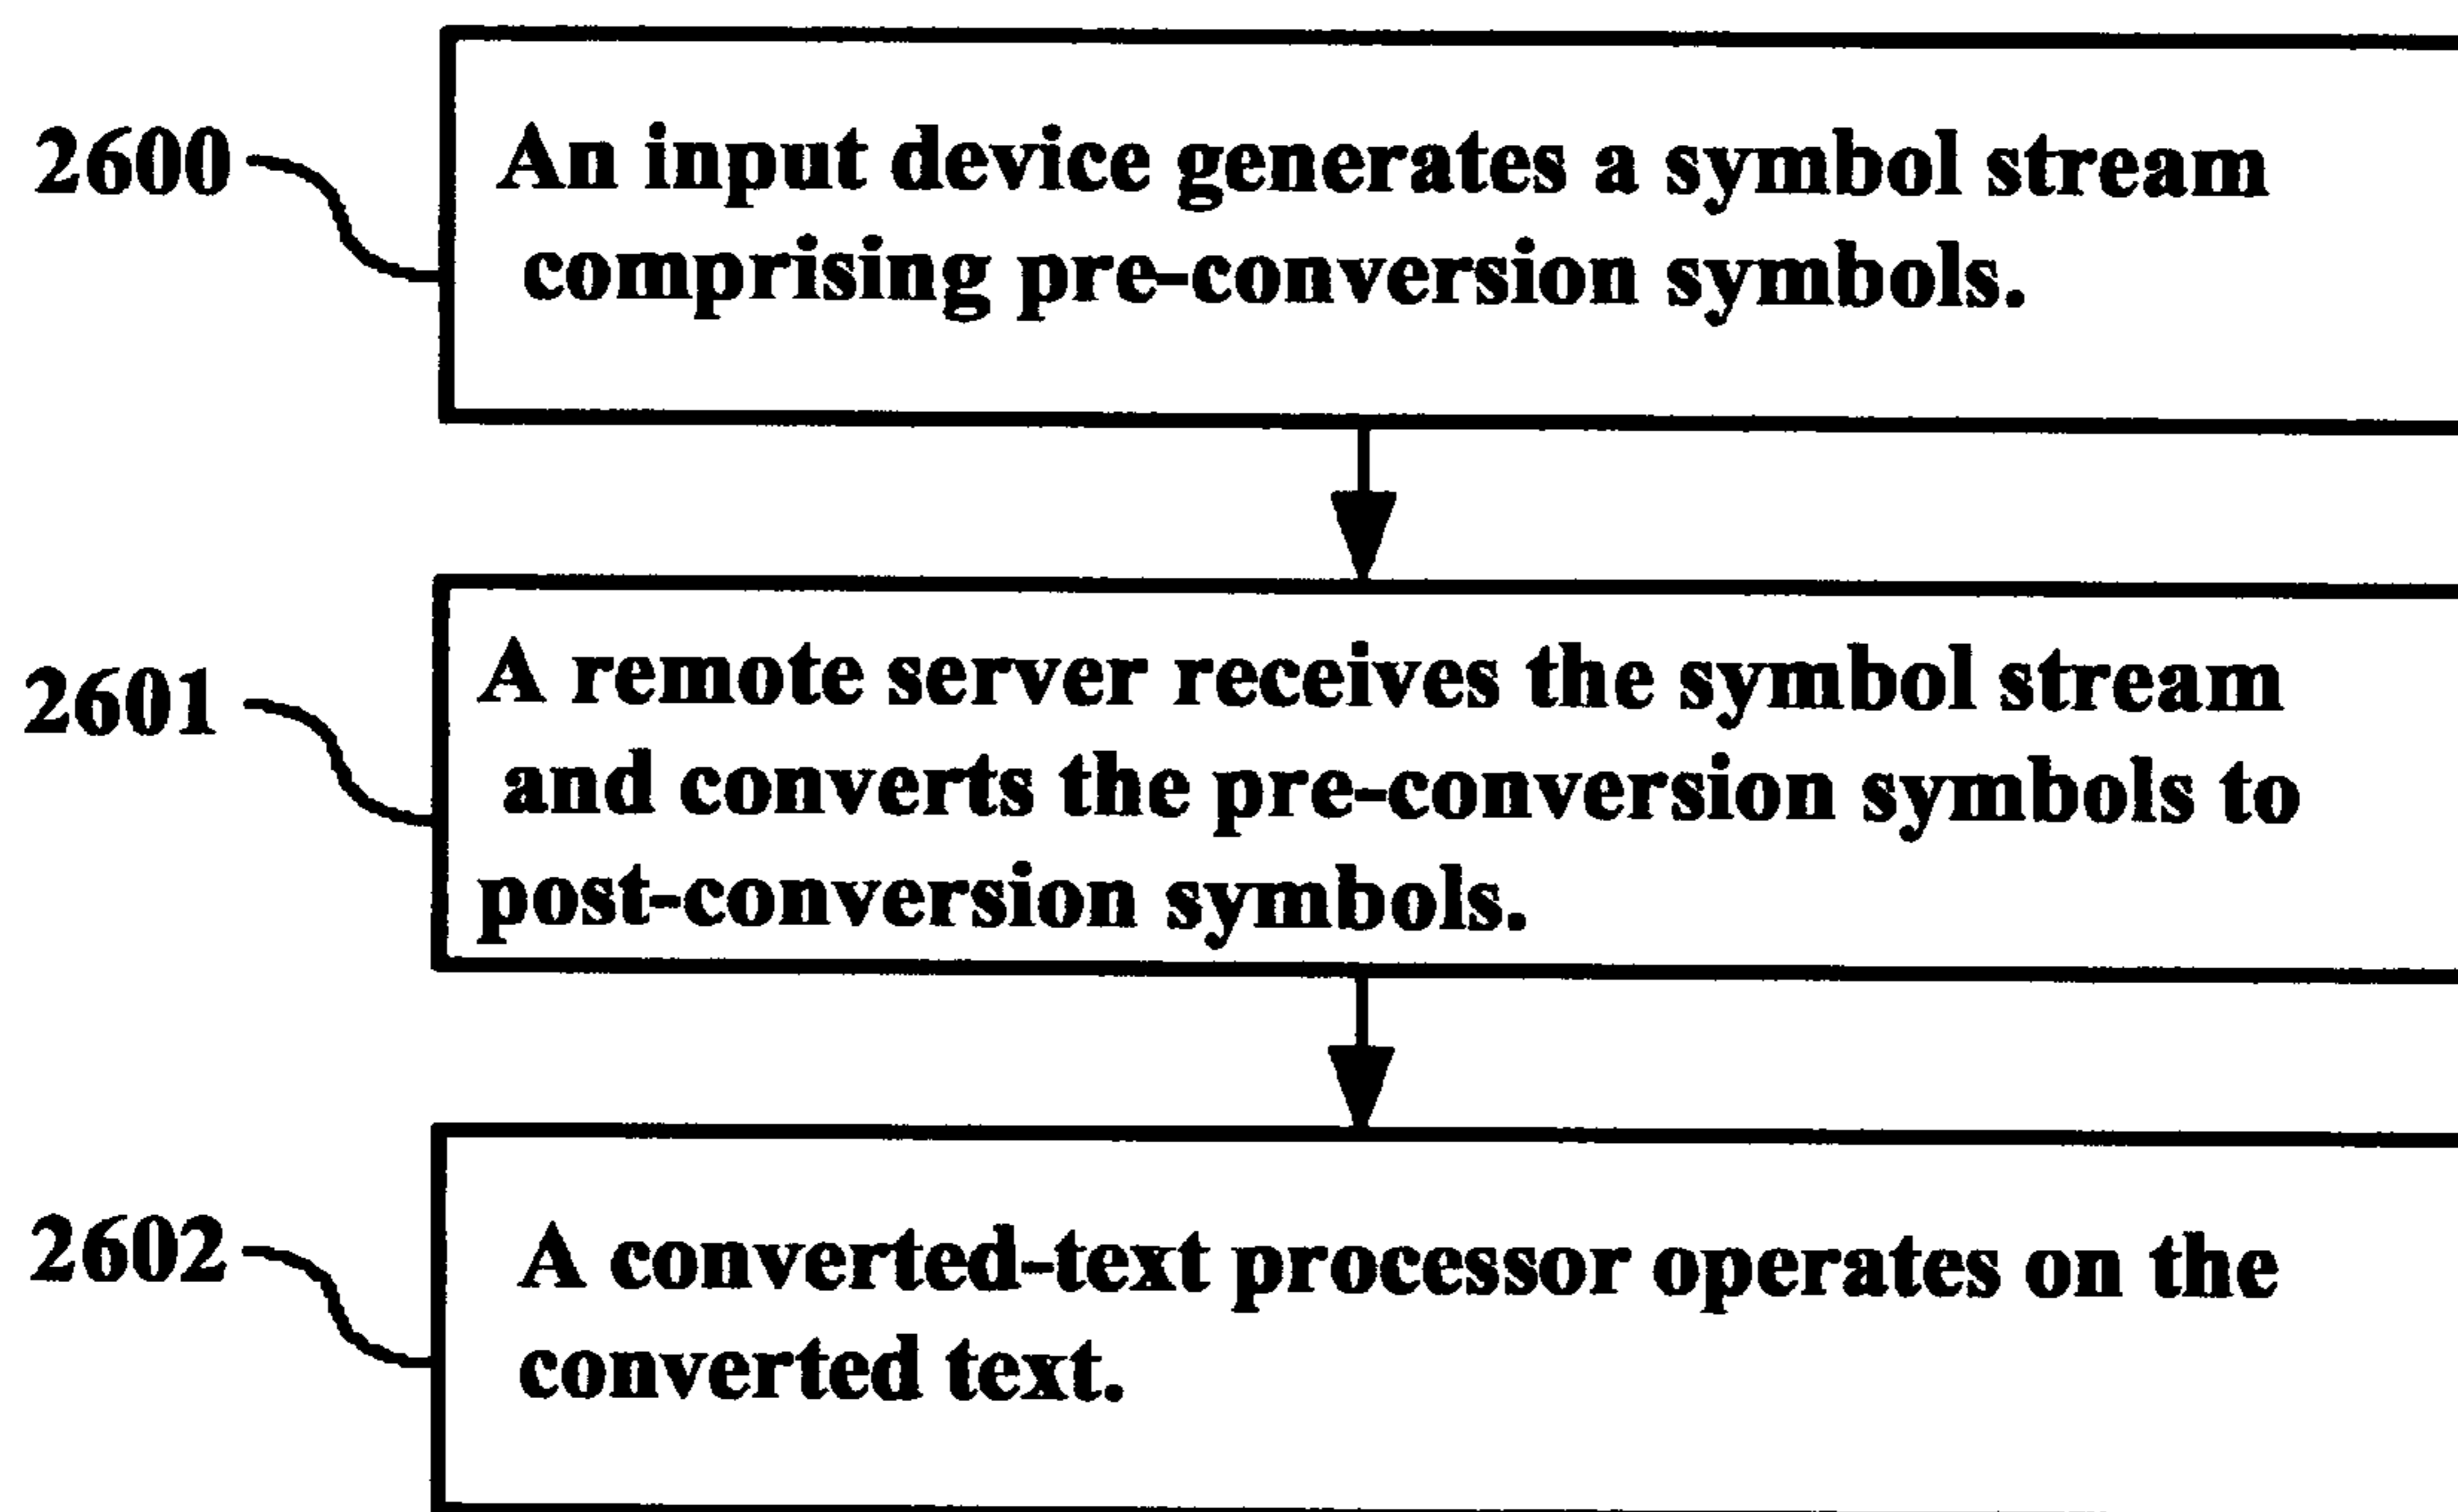 2600
An input device generates a symbol stream
comprising pre-conversion symbols.
2601
A remote server receives the symbol stream
and converts the pre-conversion symbols to
post-conversion symbols.
2602
A converted-text processor operates on the
converted text.